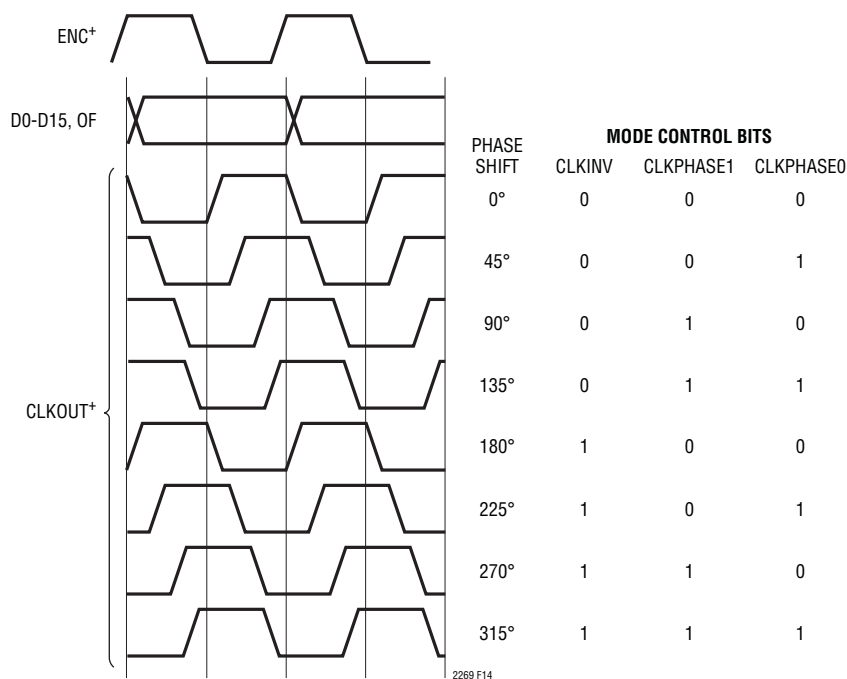 ENC+
D0-D15, OF
CLKOUT+
MODE CONTROL BITS
PHASE SHIFT CLKINV CLKPHASE1 CLKPHASE0
0° 0 0 0
45° 0 0 1
90° 0 1 0
135° 0 1 1
180° 1 0 0
225° 1 0 1
270° 1 1 0
315° 1 1 1
2269 F14